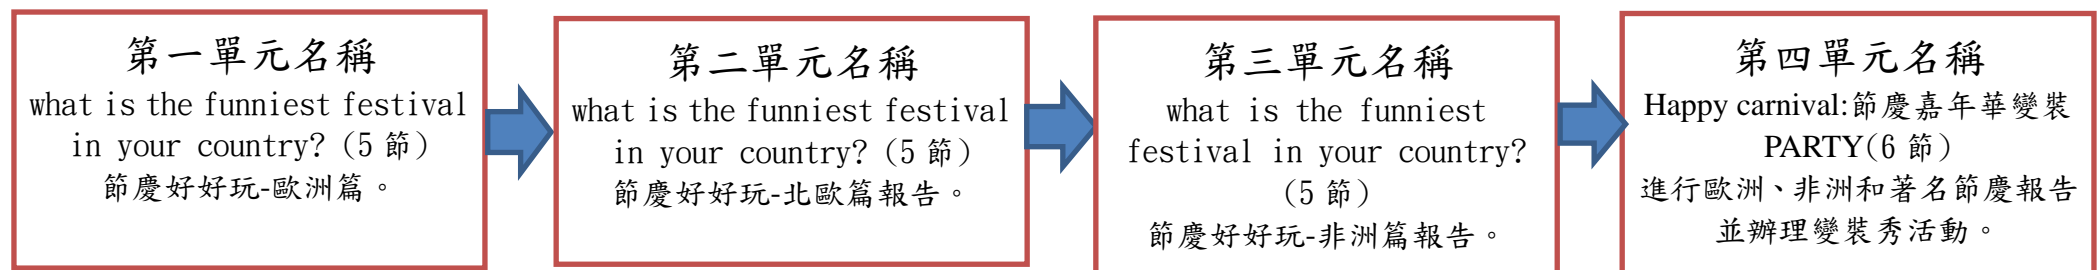 第一單元名稱
what is the funniest festival
in your country? (5 節)
節慶好好玩-歐洲篇。
第二單元名稱
what is the funniest festival
in your country? (5 節)
節慶好好玩-北歐篇報告。
第三單元名稱
what is the funniest
festival in your country?
(5 節)
節慶好好玩-非洲篇報告。
第四單元名稱
Happy carnival:節慶嘉年華變裝
PARTY(6 節)
進行歐洲、非洲和著名節慶報告
並辦理變裝秀活動。